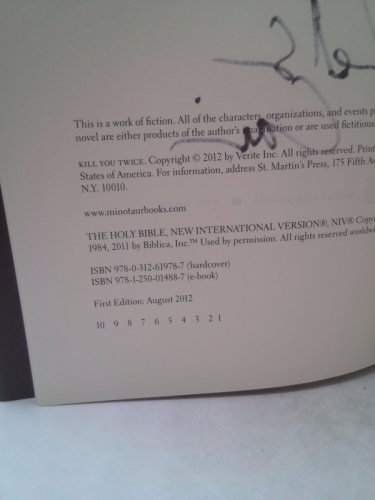 This is a work of fiction. All of the characters, organizations, and events p
novel are either products of the author's imagination or are used fictitious
KILL YOU TWICE. Copyright © 2012 by Verite Inc. All rights reserved. Print
States of America. For information, address St. Martin's Press, 175 Fifth Av
N.Y. 10010.
www.minotaurbooks.com
THE HOLY BIBLE, NEW INTERNATIONAL VERSION®, NIV® Copy
1984, 2011 by Biblica, Inc.™ Used by permission. All rights reserved worldwi
ISBN 978-0-312-61978-7 (hardcover)
ISBN 978-1-250-01488-7 (e-book)
First Edition: August 2012
10 9 8 7 6 5 4 3 2 1